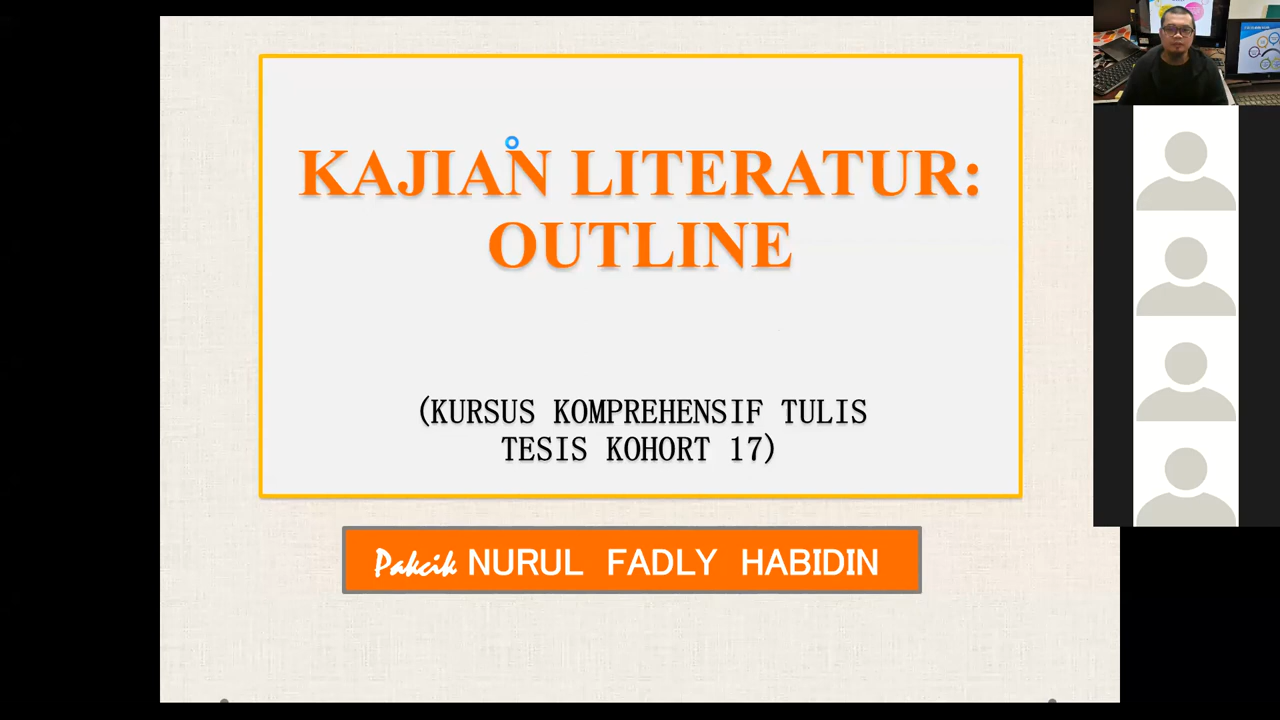 KAJIAN LITERATUR:
OUTLINE
(KURSUS KOMPREHENSIF TULIS
TESIS KOHORT 17)
Pakcik NURUL FADLY HABIDIN